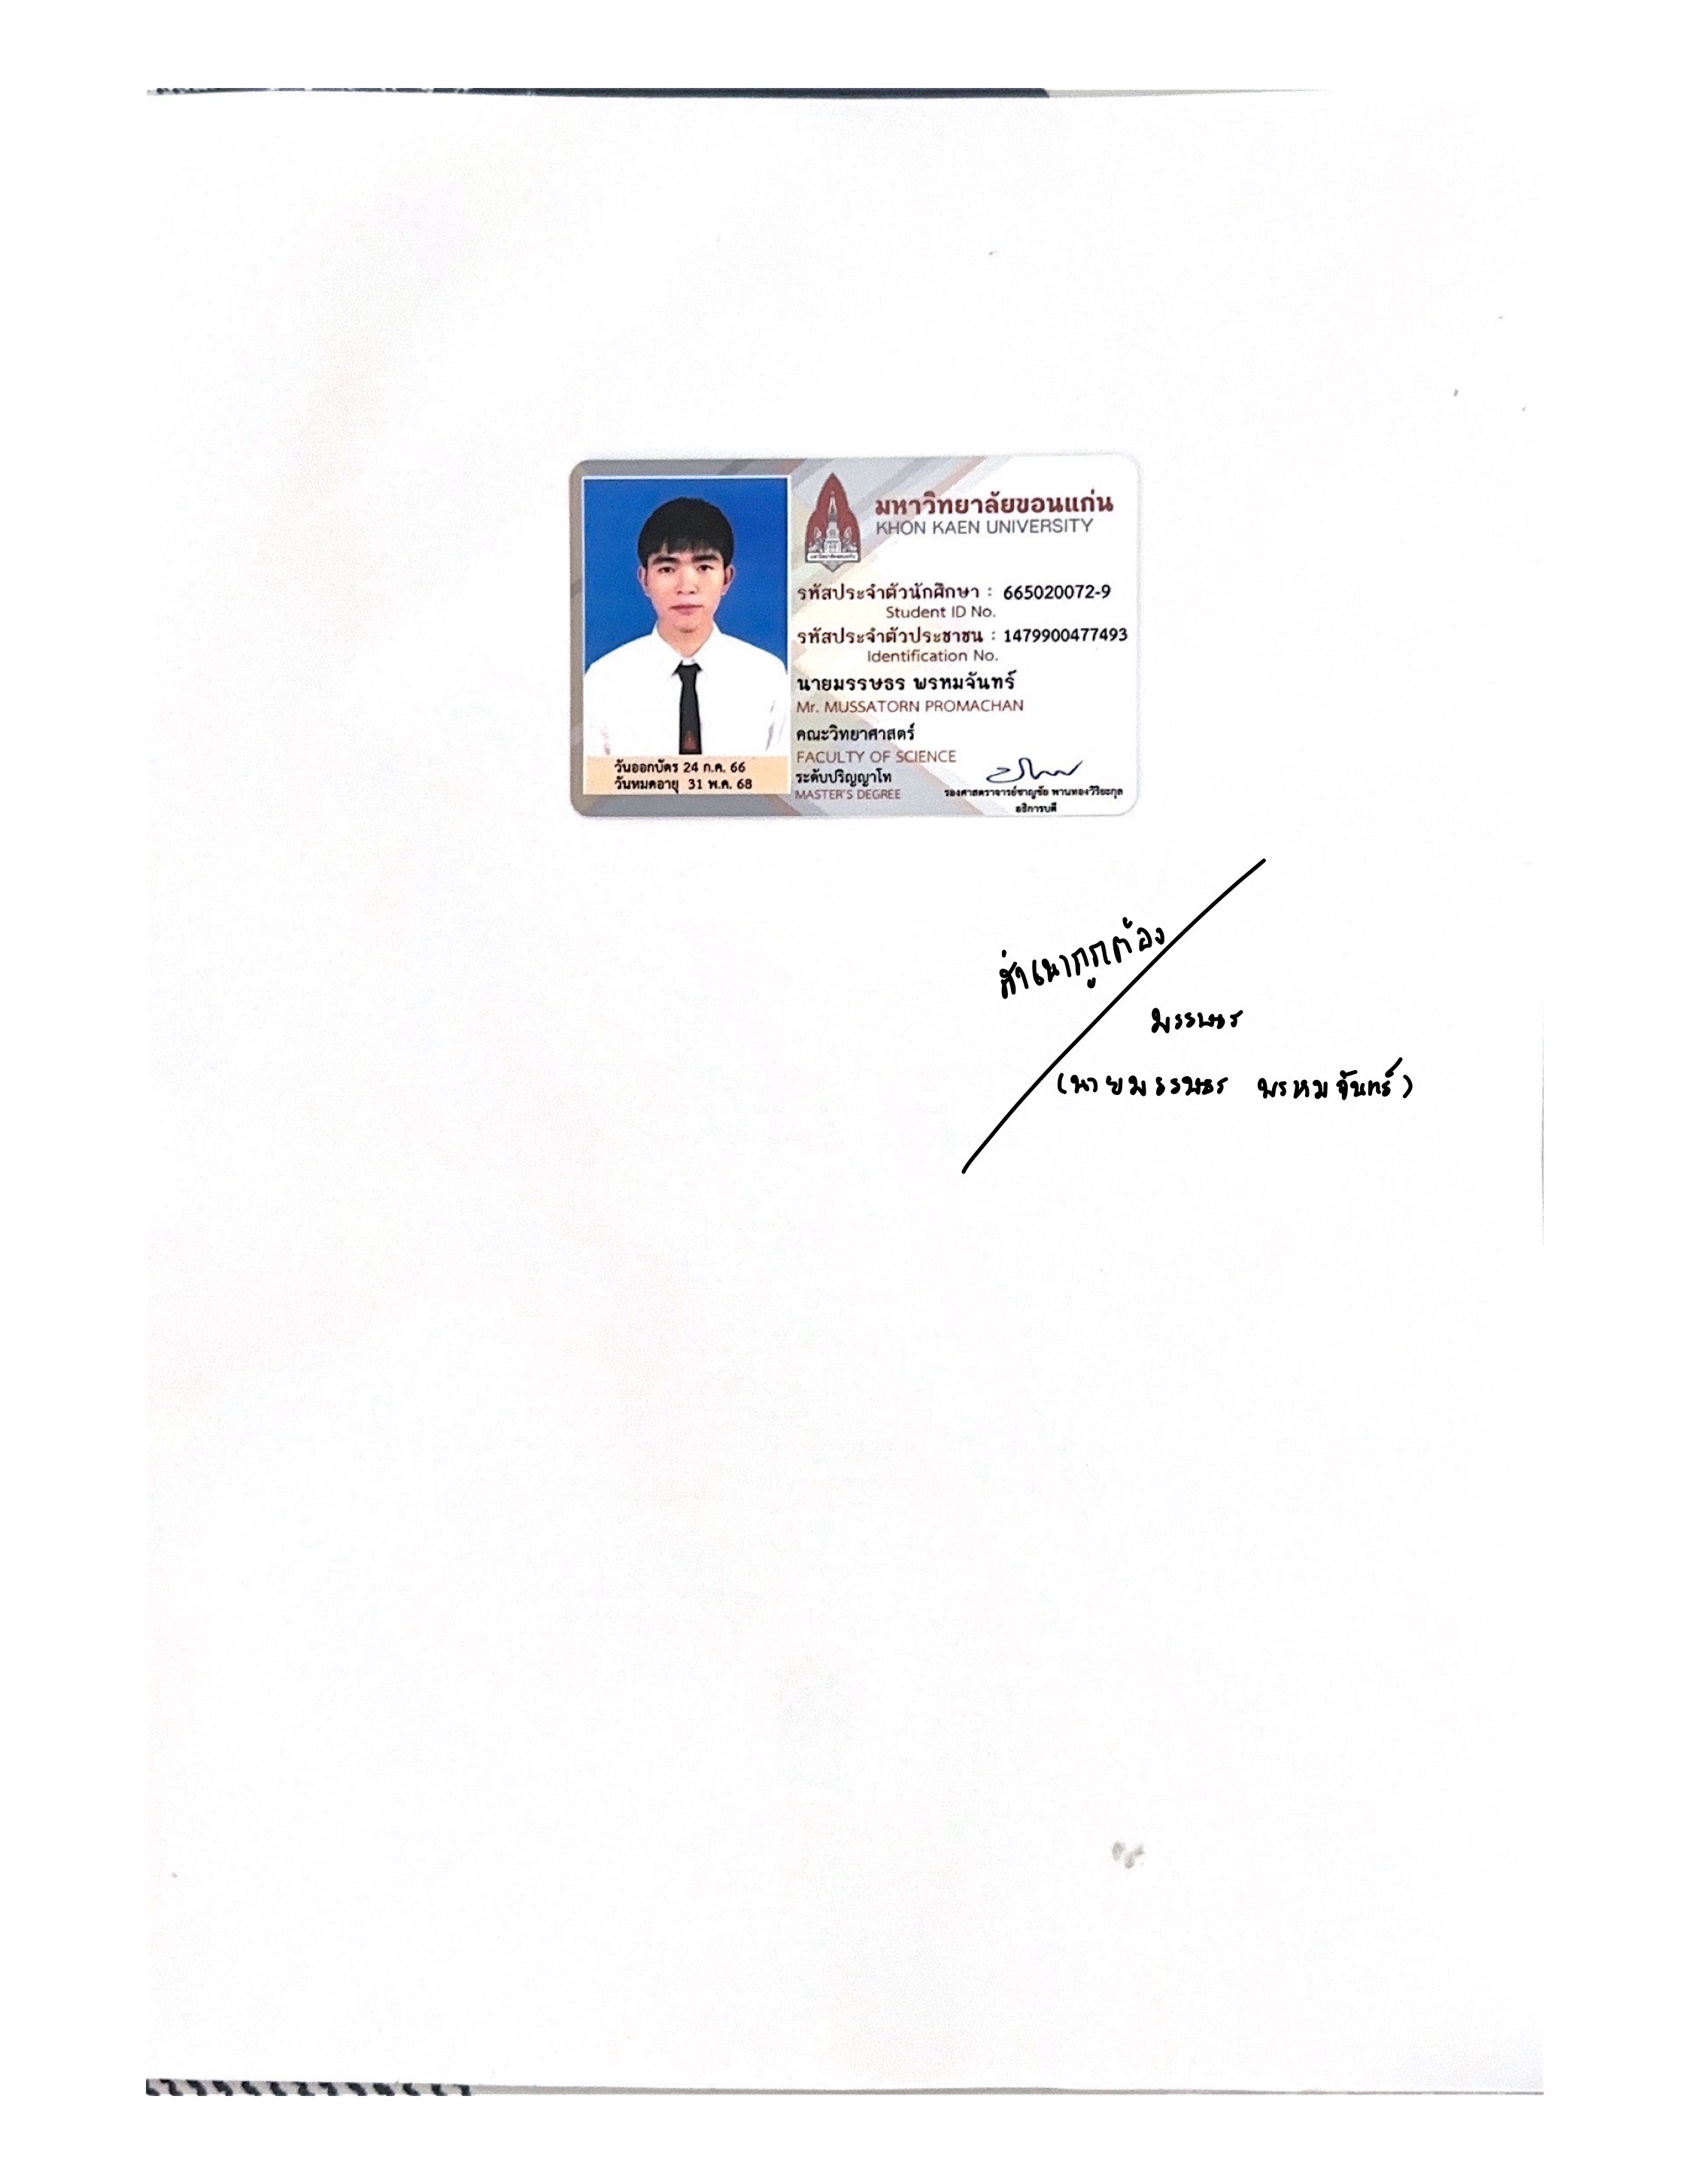 มหาวิทยาลัยขอนแก่น
KHON KAEN UNIVERSITY
รหัสประจำตัวนักศึกษา : 665020072-9
Student ID No.
รหัสประจำตัวประชาชน : 1479900477493
Identification No.
นายมรรษธร พรหมจันทร์
Mr. MUSSATORN PROMACHAN
คณะวิทยาศาสตร์
FACULTY OF SCIENCE
ระดับปริญญาโท
MASTER'S DEGREE
รองศาสตราจารย์ชาญชัย พานทองวิริยะกุล
อธิการบดี
วันออกบัตร 24 ก.ค. 66
วันหมดอายุ 31 พ.ค. 68
สำเนาถูกต้อง
มรรษธร
(นายมรรษธร พรหมจันทร์)